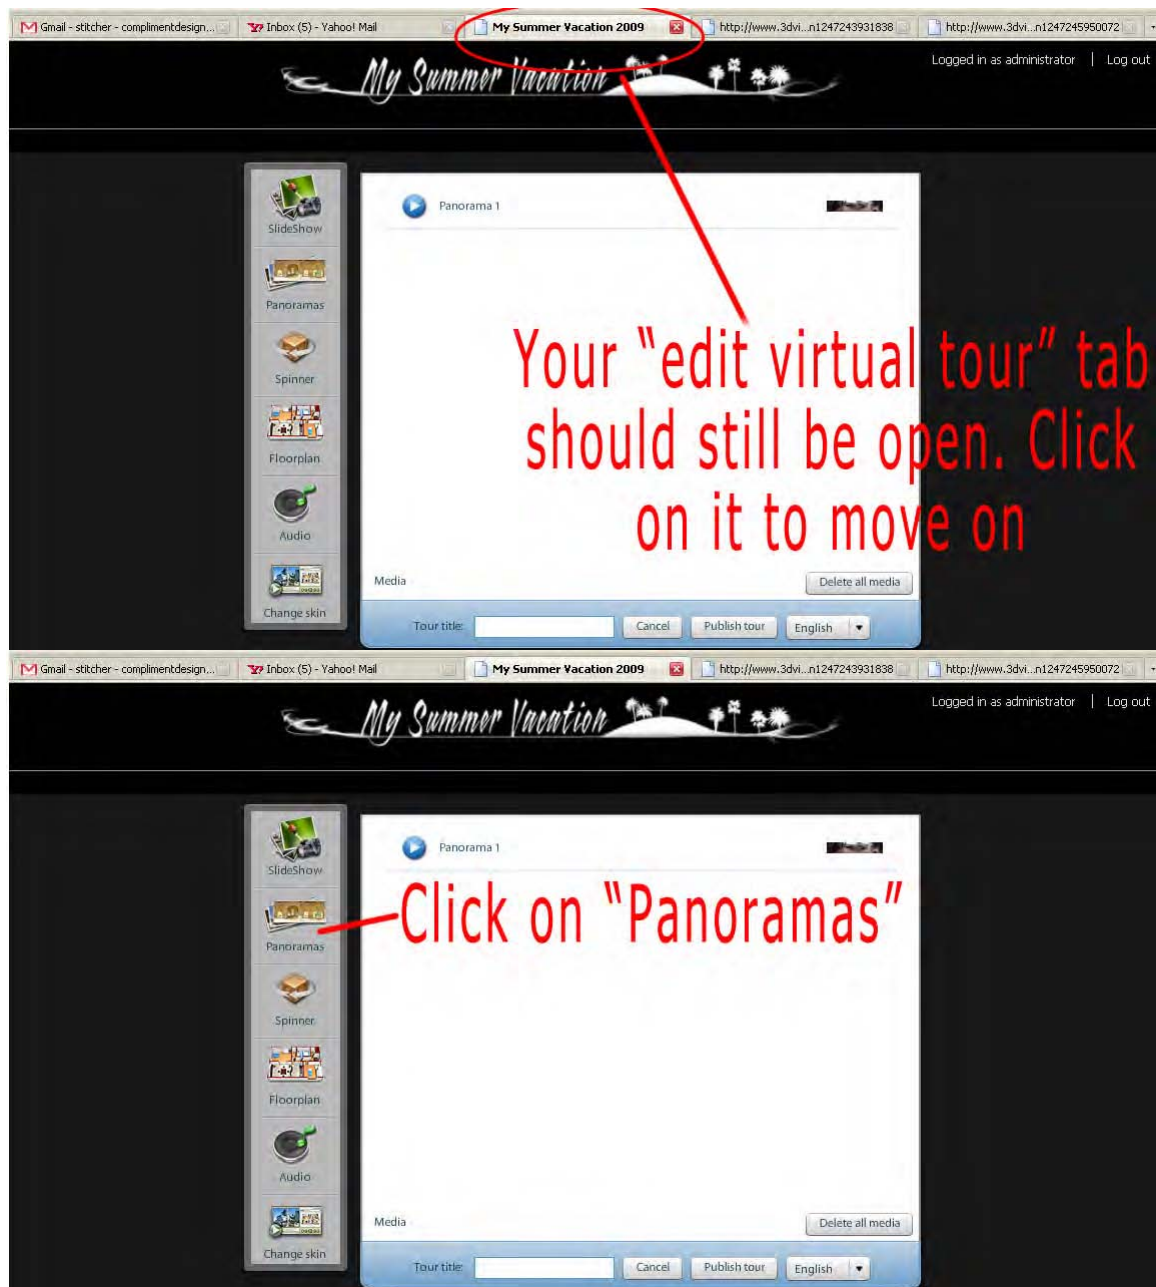 Gmail - stitcher - complimentdesign...
Inbox (5) - Yahoo! Mail
My Summer Vacation 2009
http://www.3dvi...n1247243931838
http://www.3dvi...n1247245950072
My Summer Vacation
Logged in as administrator | Log out
SlideShow
Panoramas
Spinner
Floorplan
Audio
Change skin
Panorama 1
Your "edit virtual tour" tab
should still be open. Click
on it to move on
Media
Delete all media
Tour title:
Cancel
Publish tour
English
Gmail - stitcher - complimentdesign...
Inbox (5) - Yahoo! Mail
My Summer Vacation 2009
http://www.3dvi...n1247243931838
http://www.3dvi...n1247245950072
My Summer Vacation
Logged in as administrator | Log out
SlideShow
Panoramas
Spinner
Floorplan
Audio
Change skin
Panorama 1
Click on "Panoramas"
Media
Delete all media
Tour title:
Cancel
Publish tour
English